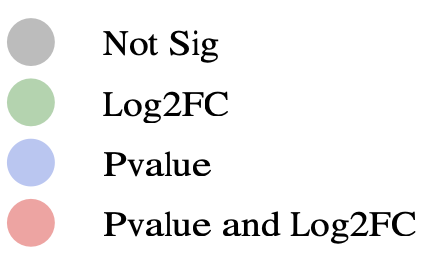 Not Sig
Log2FC
Pvalue
Pvalue and Log2FC